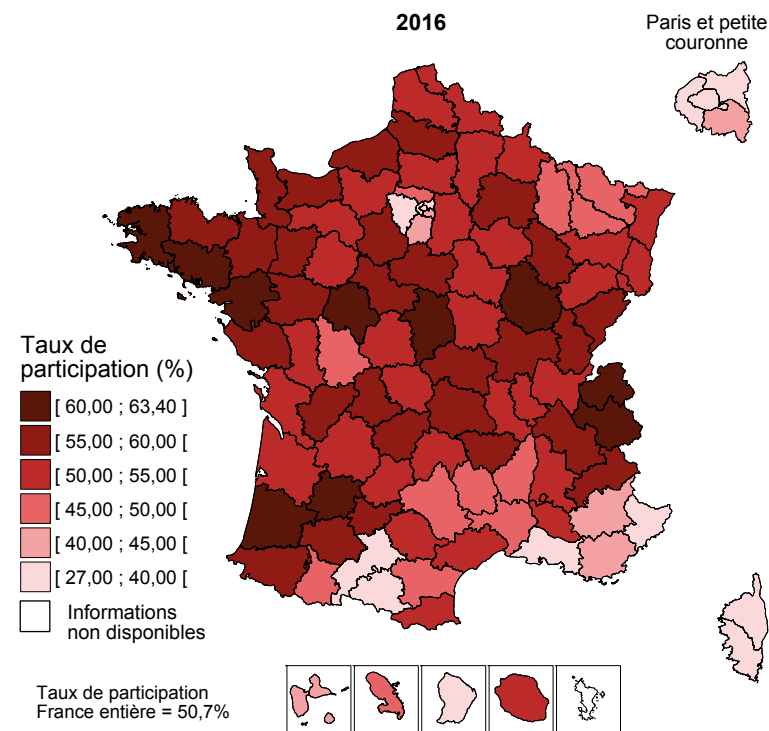 2016
Paris et petite
couronne
Taux de
participation (%)
[ 60,00 ; 63,40 ]
[ 55,00 ; 60,00 [
[ 50,00 ; 55,00 [
[ 45,00 ; 50,00 [
[ 40,00 ; 45,00 [
[ 27,00 ; 40,00 [
Informations
non disponibles
Taux de participation
France entière = 50,7%